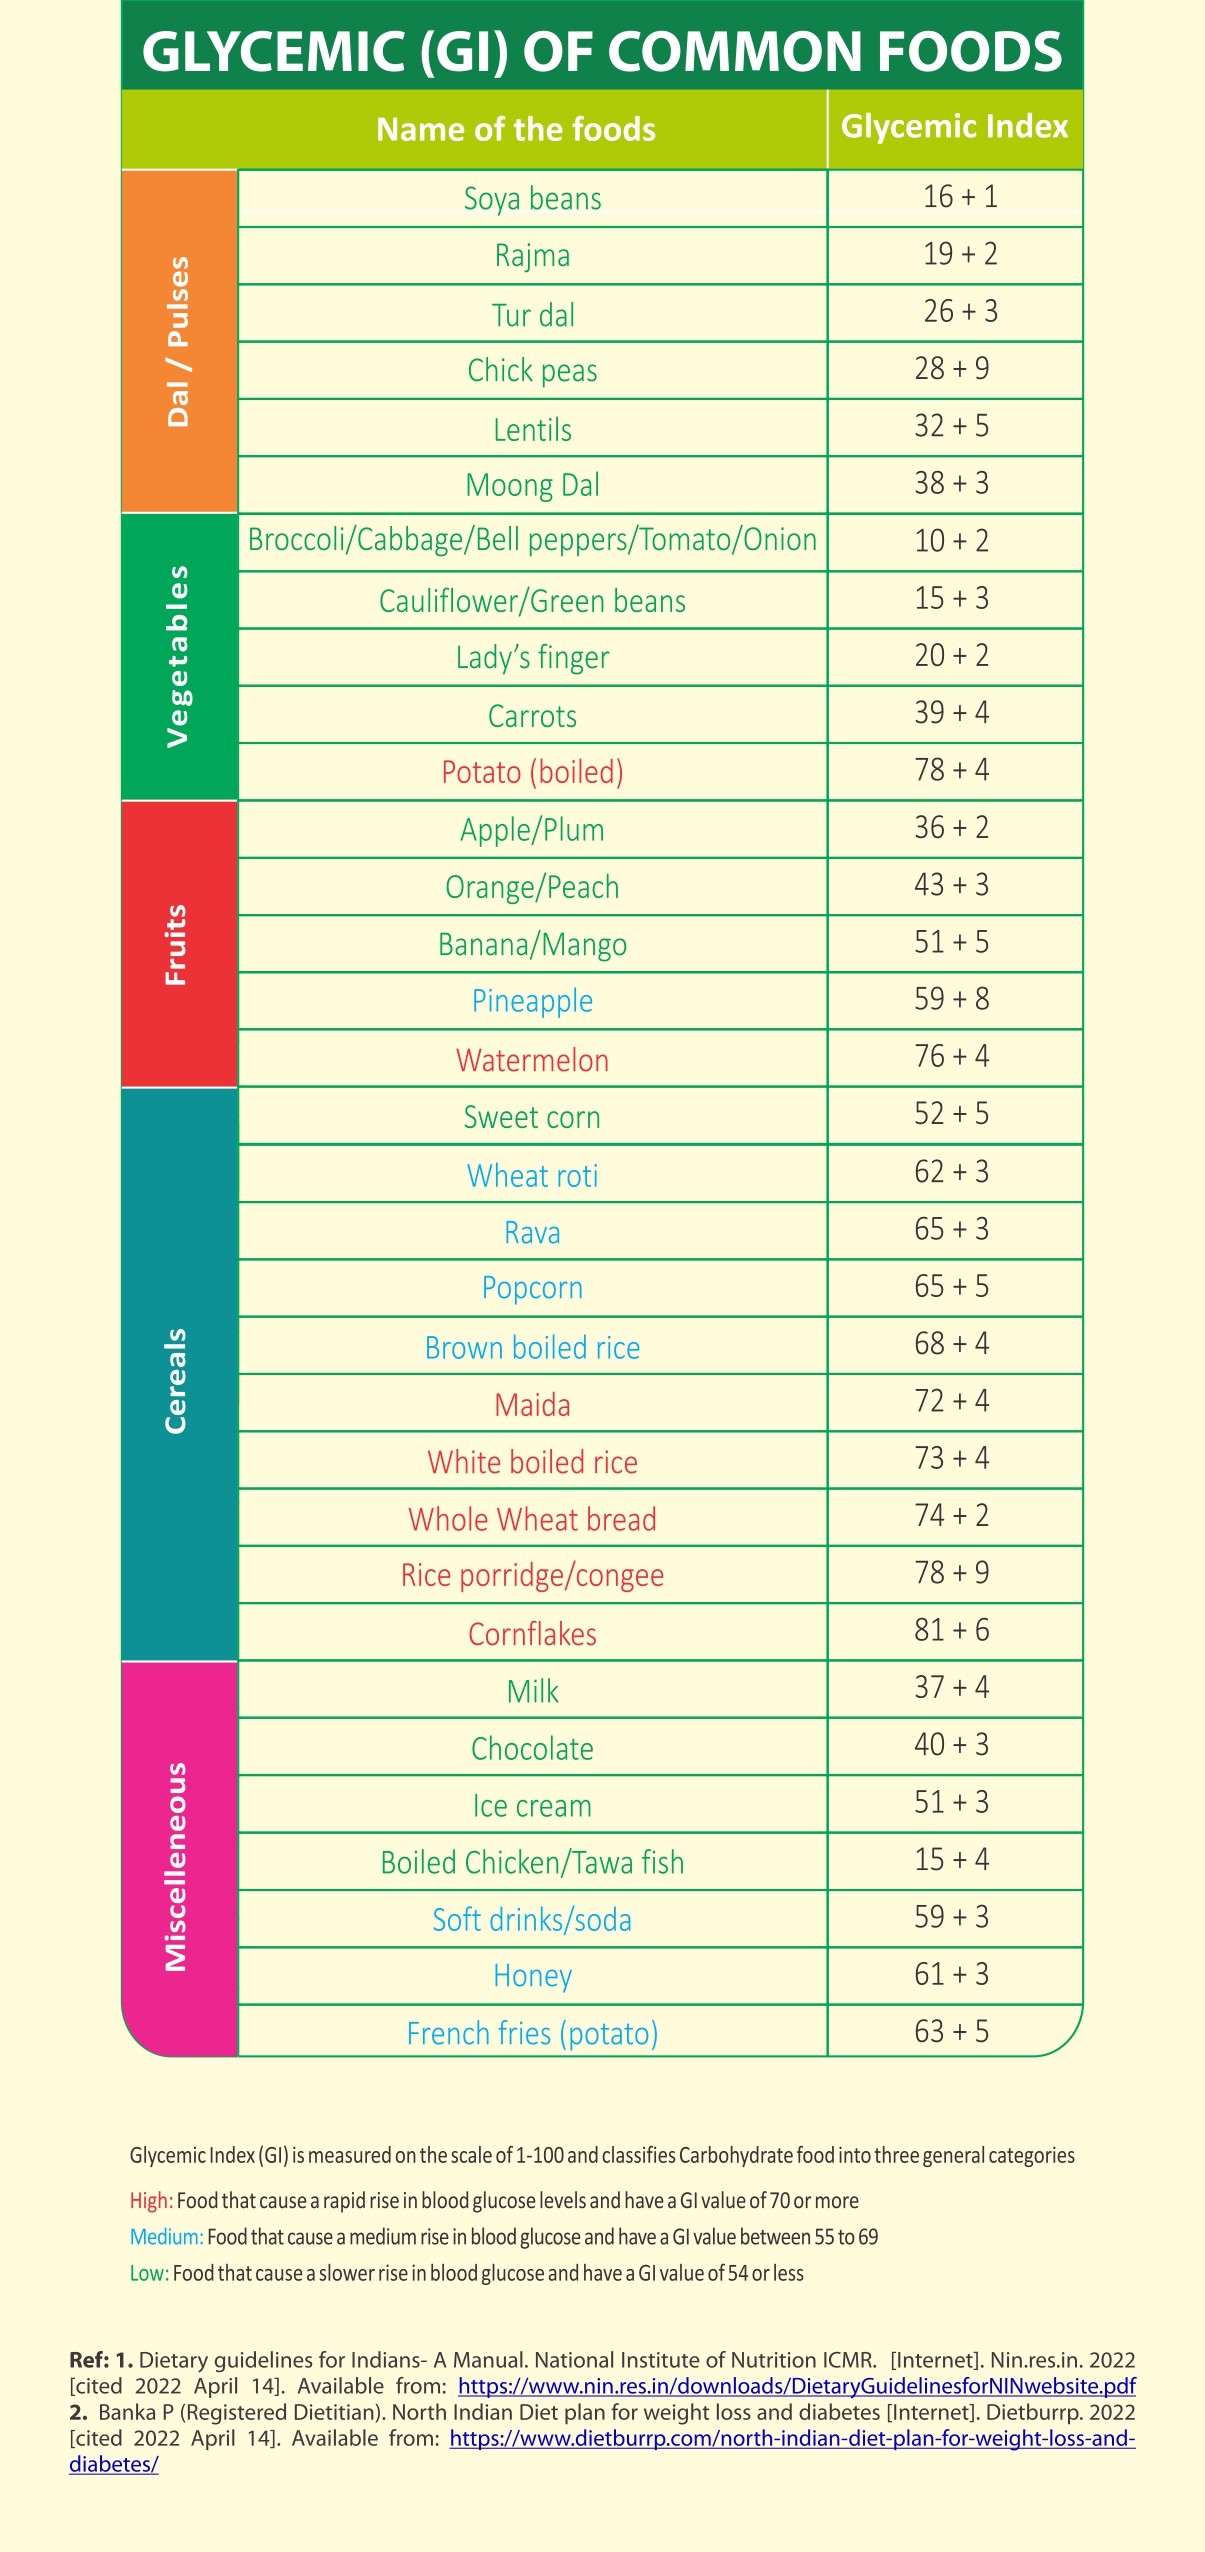 GLYCEMIC (GI) OF COMMON FOODS
Name of the foods Glycemic Index
Dal / Pulses
Soya beans 16 + 1
Rajma 19 + 2
Tur dal 26 + 3
Chick peas 28 + 9
Lentils 32 + 5
Moong Dal 38 + 3
Vegetables
Broccoli/Cabbage/Bell peppers/Tomato/Onion 10 + 2
Cauliflower/Green beans 15 + 3
Lady’s finger 20 + 2
Carrots 39 + 4
Potato (boiled) 78 + 4
Fruits
Apple/Plum 36 + 2
Orange/Peach 43 + 3
Banana/Mango 51 + 5
Pineapple 59 + 8
Watermelon 76 + 4
Cereals
Sweet corn 52 + 5
Wheat roti 62 + 3
Rava 65 + 3
Popcorn 65 + 5
Brown boiled rice 68 + 4
Maida 72 + 4
White boiled rice 73 + 4
Whole Wheat bread 74 + 2
Rice porridge/congee 78 + 9
Cornflakes 81 + 6
Miscelleneous
Milk 37 + 4
Chocolate 40 + 3
Ice cream 51 + 3
Boiled Chicken/Tawa fish 15 + 4
Soft drinks/soda 59 + 3
Honey 61 + 3
French fries (potato) 63 + 5
Glycemic Index (GI) is measured on the scale of 1-100 and classifies Carbohydrate food into three general categories
High: Food that cause a rapid rise in blood glucose levels and have a GI value of 70 or more
Medium: Food that cause a medium rise in blood glucose and have a GI value between 55 to 69
Low: Food that cause a slower rise in blood glucose and have a GI value of 54 or less
Ref: 1. Dietary guidelines for Indians- A Manual. National Institute of Nutrition ICMR. [Internet]. Nin.res.in. 2022
[cited 2022 April 14]. Available from: https://www.nin.res.in/downloads/DietaryGuidelinesforNINwebsite.pdf
2. Banka P (Registered Dietitian). North Indian Diet plan for weight loss and diabetes [Internet]. Dietburrp. 2022
[cited 2022 April 14]. Available from: https://www.dietburrp.com/north-indian-diet-plan-for-weight-loss-and-
diabetes/